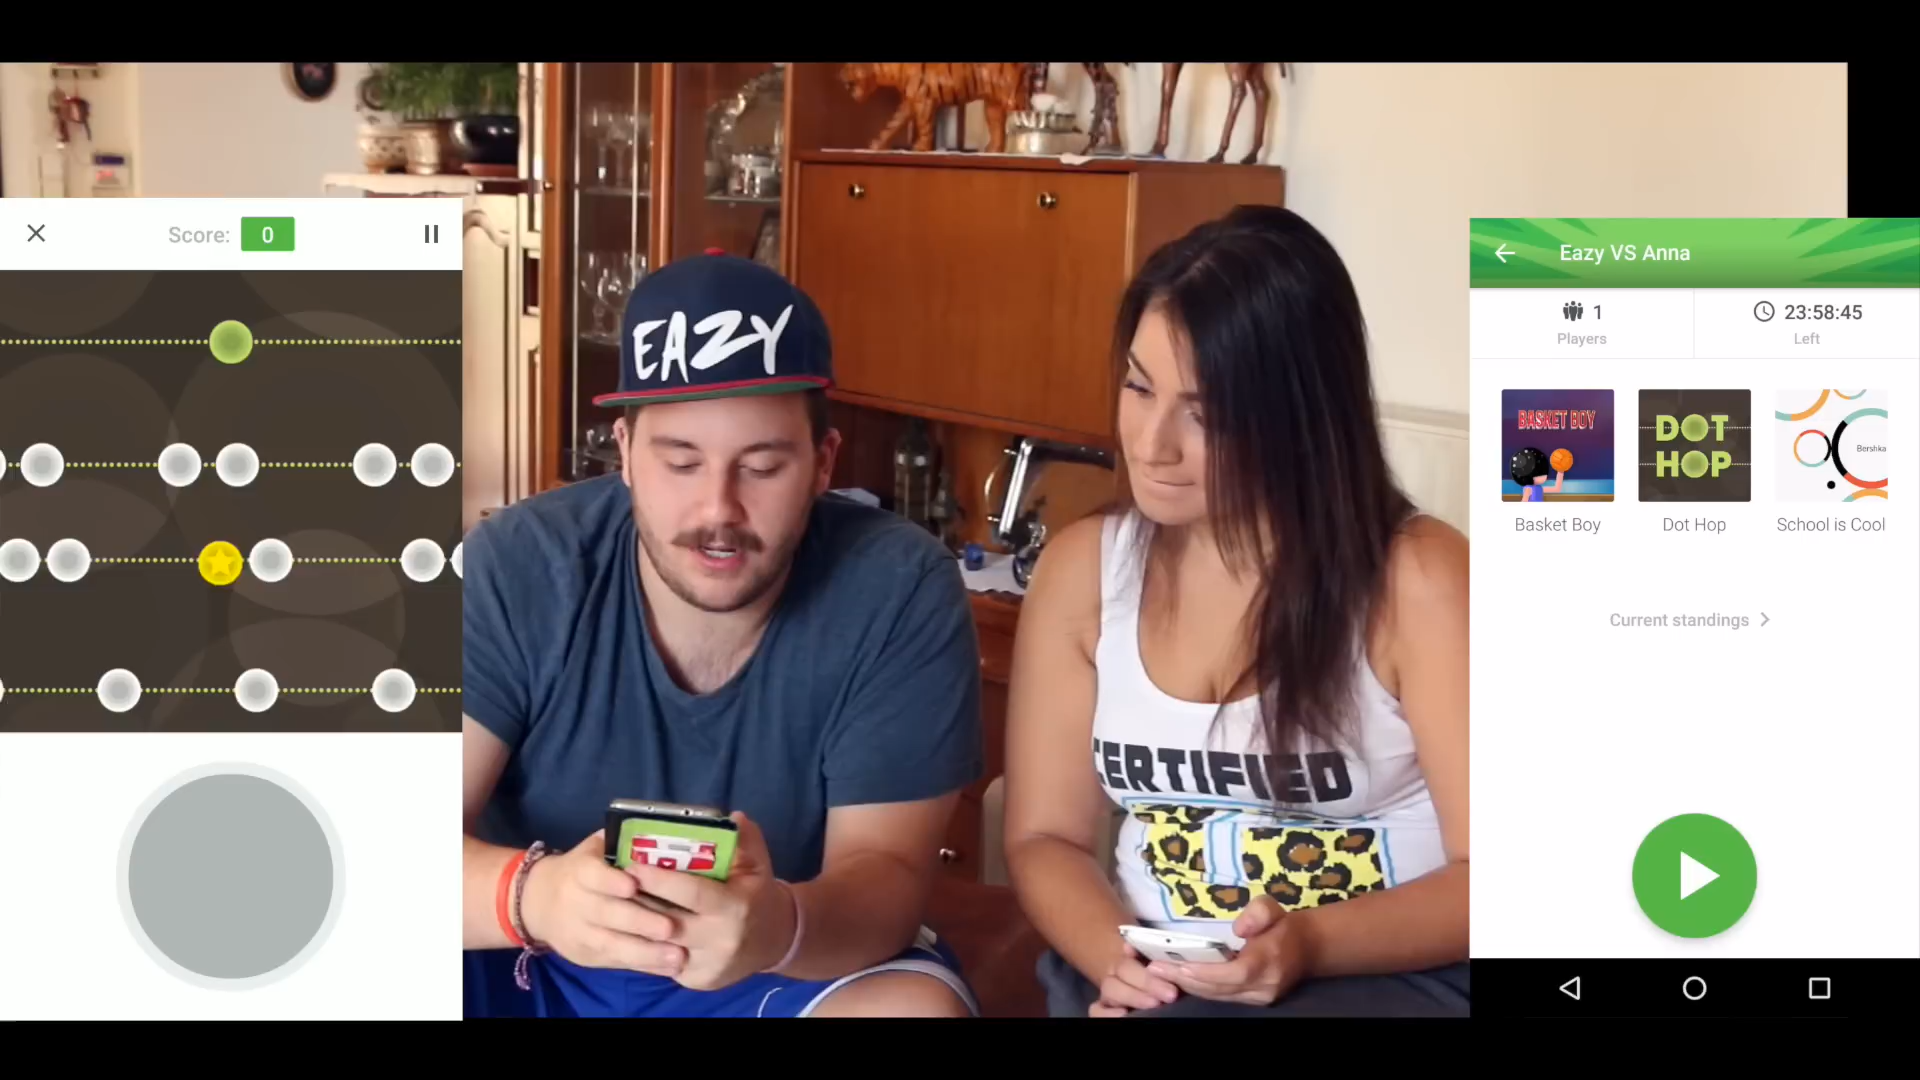 Score: 0
EAZY
CERTIFIED
Eazy VS Anna
1
Players
23:58:45
Left
BASKET BOY
DOT
HOP
Bershka
Basket Boy
Dot Hop
School is Cool
Current standings